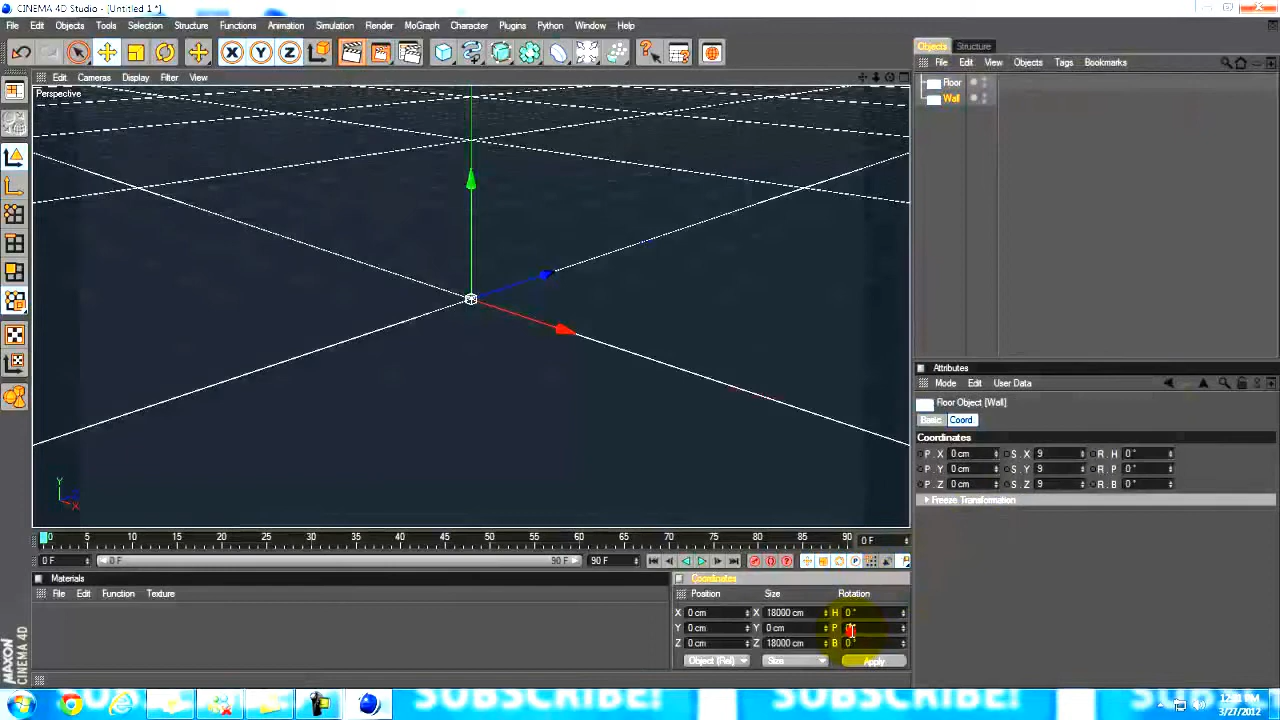 CINEMA 4D Studio - [Untitled 1 *]
File Edit Objects Tools Selection Structure Functions Animation Simulation Render MoGraph Character Plugins Python Window Help
Objects Structure
File Edit View Objects Tags Bookmarks
Floor
Wall
Edit Cameras Display Filter View
Perspective
Y
X
Attributes
Mode Edit User Data
Floor Object [Wall]
Basic Coord
Coordinates
P . X 0 cm S . X 9 R . H 0 °
P . Y 0 cm S . Y 9 R . P 0 °
P . Z 0 cm S . Z 9 R . B 0 °
Freeze Transformation
0 5 10 15 20 25 30 35 40 45 50 55 60 65 70 75 80 85 90 0 F
0 F 0 F 90 F 90 F
Materials
File Edit Function Texture
Coordinates
Position Size Rotation
X 0 cm X 18000 cm H 0 °
Y 0 cm Y 0 cm P
Z 0 cm Z 18000 cm B 0 °
Object (Rel) Size Apply
MAXON
CINEMA 4D
SUBSCRIBE! SUBSCRIBE! SUBSCRIBE!
3/27/2012